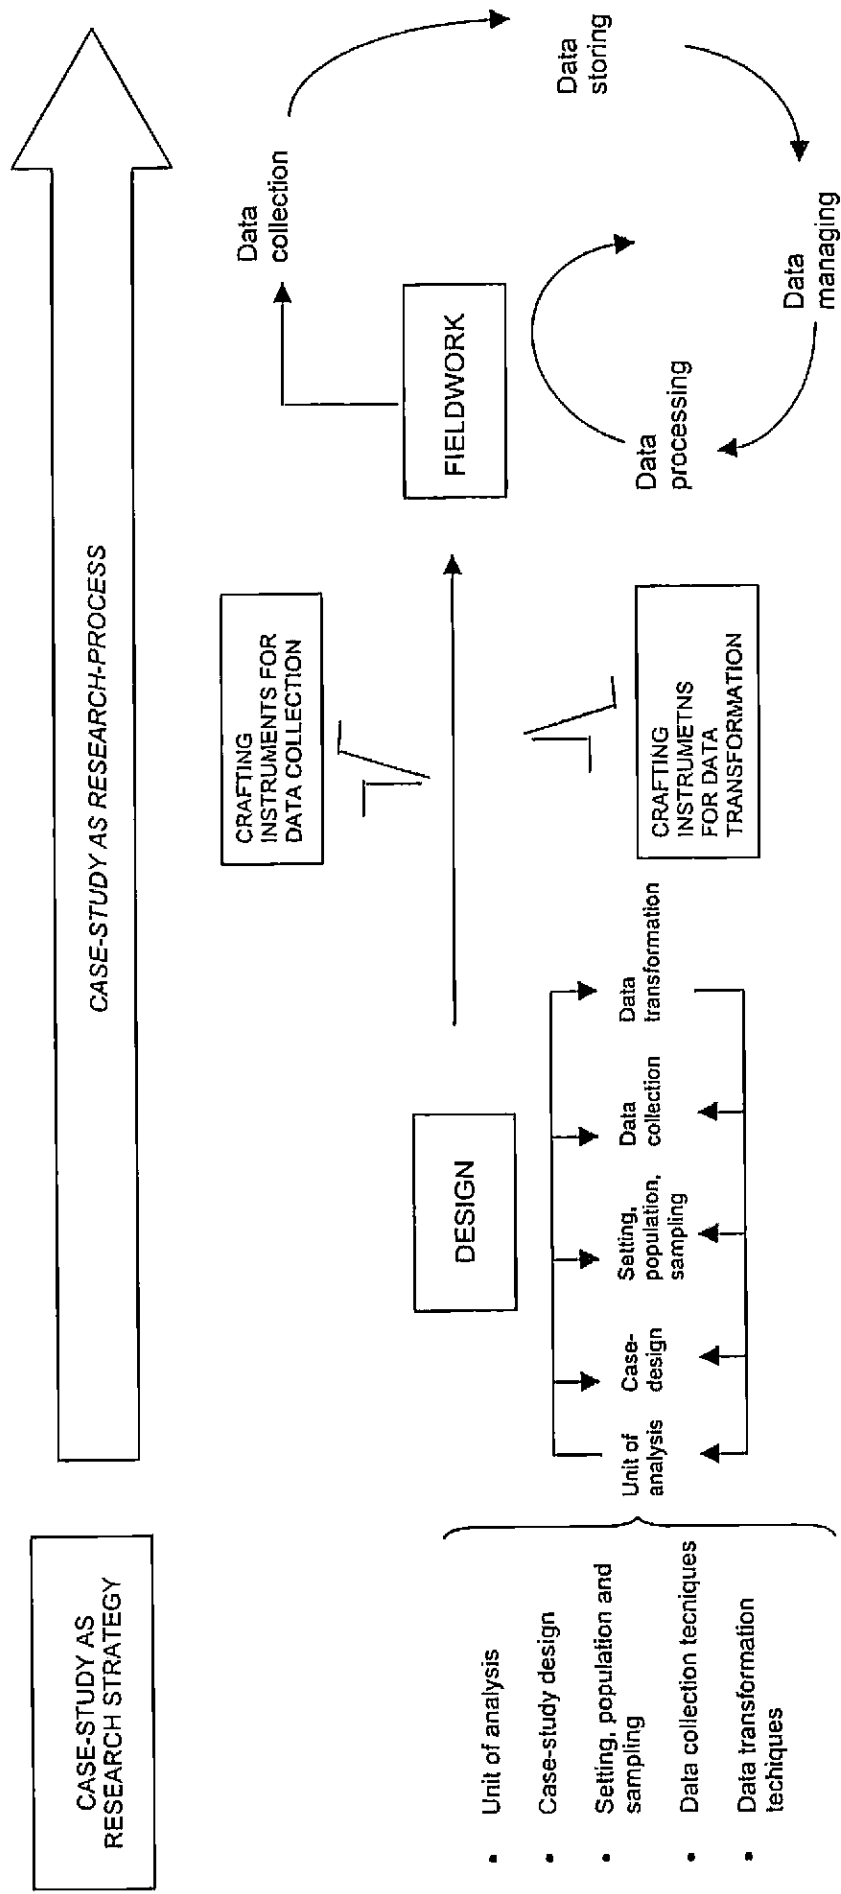 CASE-STUDY AS
RESEARCH STRATEGY
CASE-STUDY AS RESEARCH-PROCESS
• Unit of analysis
• Case-study design
• Setting, population and
sampling
• Data collection tecniques
• Data transformation
techiques
DESIGN
Unit of
analysis
Case-
design
Setting,
population,
sampling
Data
collection
Data
transformation
CRAFTING
INSTRUMENTS FOR
DATA COLLECTION
CRAFTING
INSTRUMETNS
FOR DATA
TRANSFORMATION
FIELDWORK
Data
collection
Data
storing
Data
managing
Data
processing